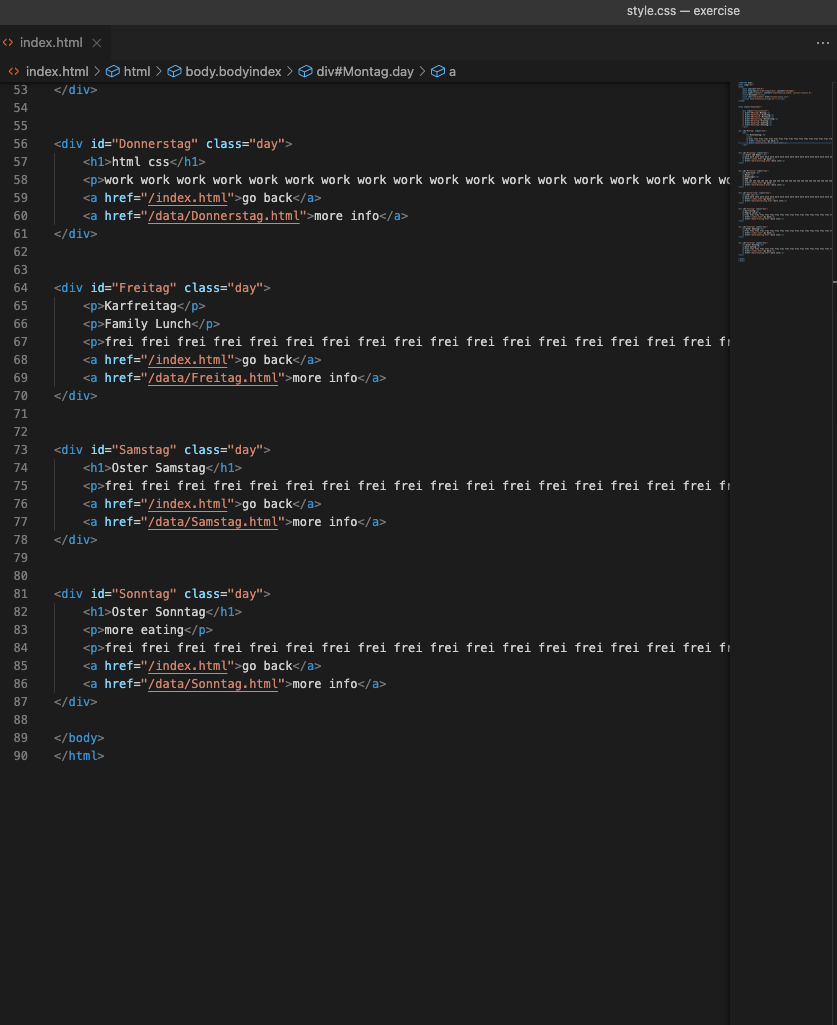 style.css — exercise
index.html
index.html > html > body.bodyindex > div#Montag.day > a
53 </div>
54
55
56 <div id="Donnerstag" class="day">
57 <h1>html css</h1>
58 <p>work work work work work work work work work work work work work work work work work wo
59 <a href="/index.html">go back</a>
60 <a href="/data/Donnerstag.html">more info</a>
61 </div>
62
63
64 <div id="Freitag" class="day">
65 <p>Karfreitag</p>
66 <p>Family Lunch</p>
67 <p>frei frei frei frei frei frei frei frei frei frei frei frei frei frei frei frei frei fr
68 <a href="/index.html">go back</a>
69 <a href="/data/Freitag.html">more info</a>
70 </div>
71
72
73 <div id="Samstag" class="day">
74 <h1>Oster Samstag</h1>
75 <p>frei frei frei frei frei frei frei frei frei frei frei frei frei frei frei frei frei fr
76 <a href="/index.html">go back</a>
77 <a href="/data/Samstag.html">more info</a>
78 </div>
79
80
81 <div id="Sonntag" class="day">
82 <h1>Oster Sonntag</h1>
83 <p>more eating</p>
84 <p>frei frei frei frei frei frei frei frei frei frei frei frei frei frei frei frei frei fr
85 <a href="/index.html">go back</a>
86 <a href="/data/Sonntag.html">more info</a>
87 </div>
88
89 </body>
90 </html>